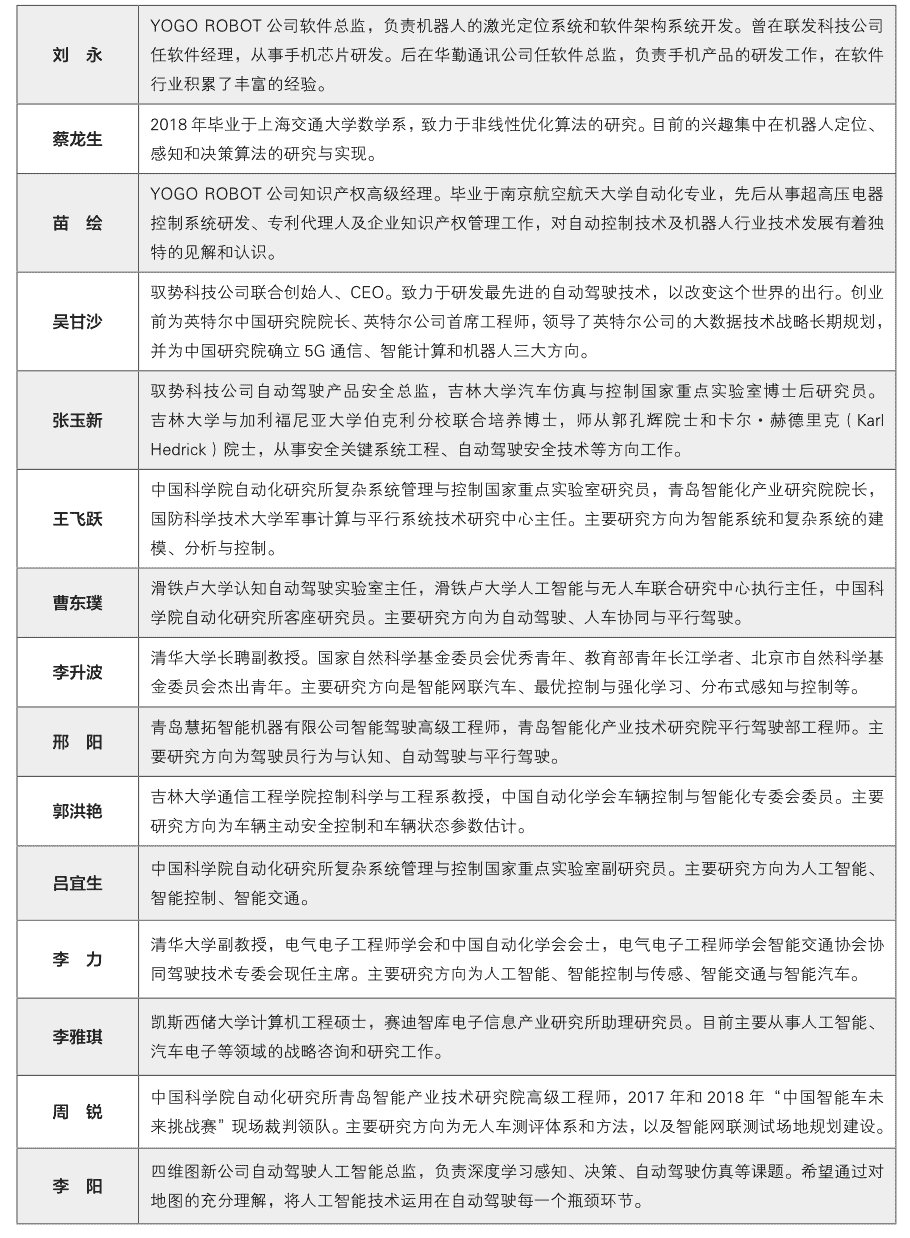 刘　永
YOGO ROBOT 公司软件总监，负责机器人的激光定位系统和软件架构系统开发。曾在联发科技公司
任软件经理，从事手机芯片研发。后在华勤通讯公司任软件总监，负责手机产品的研发工作，在软件
行业积累了丰富的经验。
蔡龙生
2018 年毕业于上海交通大学数学系，致力于非线性优化算法的研究。目前的兴趣集中在机器人定位、
感知和决策算法的研究与实现。
苗　绘
YOGO ROBOT 公司知识产权高级经理。毕业于南京航空航天大学自动化专业，先后从事超高压电器
控制系统研发、专利代理人及企业知识产权管理工作，对自动控制技术及机器人行业技术发展有着独
特的见解和认识。
吴甘沙
驭势科技公司联合创始人、CEO。致力于研发最先进的自动驾驶技术，以改变这个世界的出行。创业
前为英特尔中国研究院院长、英特尔公司首席工程师，领导了英特尔公司的大数据技术战略长期规划，
并为中国研究院确立 5G 通信、智能计算和机器人三大方向。
张玉新
驭势科技公司自动驾驶产品安全总监，吉林大学汽车仿真与控制国家重点实验室博士后研究员。
吉林大学与加利福尼亚大学伯克利分校联合培养博士，师从郭孔辉院士和卡尔·赫德里克（Karl
Hedrick）院士，从事安全关键系统工程、自动驾驶安全技术等方向工作。
王飞跃
中国科学院自动化研究所复杂系统管理与控制国家重点实验室研究员，青岛智能化产业研究院院长，
国防科学技术大学军事计算与平行系统技术研究中心主任。主要研究方向为智能系统和复杂系统的建
模、分析与控制。
曹东璞
滑铁卢大学认知自动驾驶实验室主任，滑铁卢大学人工智能与无人车联合研究中心执行主任，中国科
学院自动化研究所客座研究员。主要研究方向为自动驾驶、人车协同与平行驾驶。
李升波
清华大学长聘副教授。国家自然科学基金委员会优秀青年、教育部青年长江学者、北京市自然科学基
金委员会杰出青年。主要研究方向是智能网联汽车、最优控制与强化学习、分布式感知与控制等。
邢　阳
青岛慧拓智能机器有限公司智能驾驶高级工程师，青岛智能化产业技术研究院平行驾驶部工程师。主
要研究方向为驾驶员行为与认知、自动驾驶与平行驾驶。
郭洪艳
吉林大学通信工程学院控制科学与工程系教授，中国自动化学会车辆控制与智能化专委会委员。主要
研究方向为车辆主动安全控制和车辆状态参数估计。
吕宜生
中国科学院自动化研究所复杂系统管理与控制国家重点实验室副研究员。主要研究方向为人工智能、
智能控制、智能交通。
李　力
清华大学副教授，电气电子工程师学会和中国自动化学会会士，电气电子工程师学会智能交通协会协
同驾驶技术专委会现任主席。主要研究方向为人工智能、智能控制与传感、智能交通与智能汽车。
李雅琪
凯斯西储大学计算机工程硕士，赛迪智库电子信息产业研究所助理研究员。目前主要从事人工智能、
汽车电子等领域的战略咨询和研究工作。
周　锐
中国科学院自动化研究所青岛智能产业技术研究院高级工程师，2017 年和 2018 年“中国智能车未
来挑战赛”现场裁判领队。主要研究方向为无人车测评体系和方法，以及智能网联测试场地规划建设。
李　阳
四维图新公司自动驾驶人工智能总监，负责深度学习感知、决策、自动驾驶仿真等课题。希望通过对
地图的充分理解，将人工智能技术运用在自动驾驶每一个瓶颈环节。